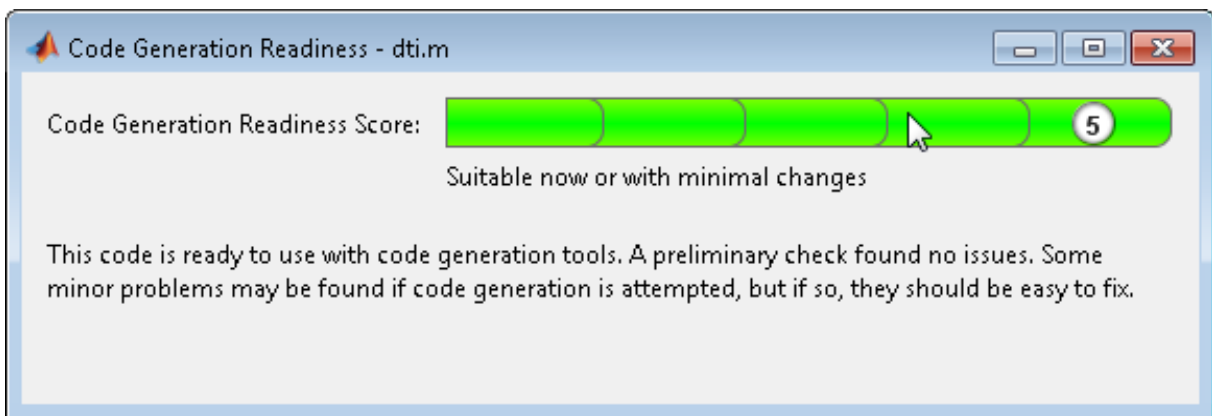 Code Generation Readiness - dti.m
Code Generation Readiness Score:
5
Suitable now or with minimal changes
This code is ready to use with code generation tools. A preliminary check found no issues. Some
minor problems may be found if code generation is attempted, but if so, they should be easy to fix.